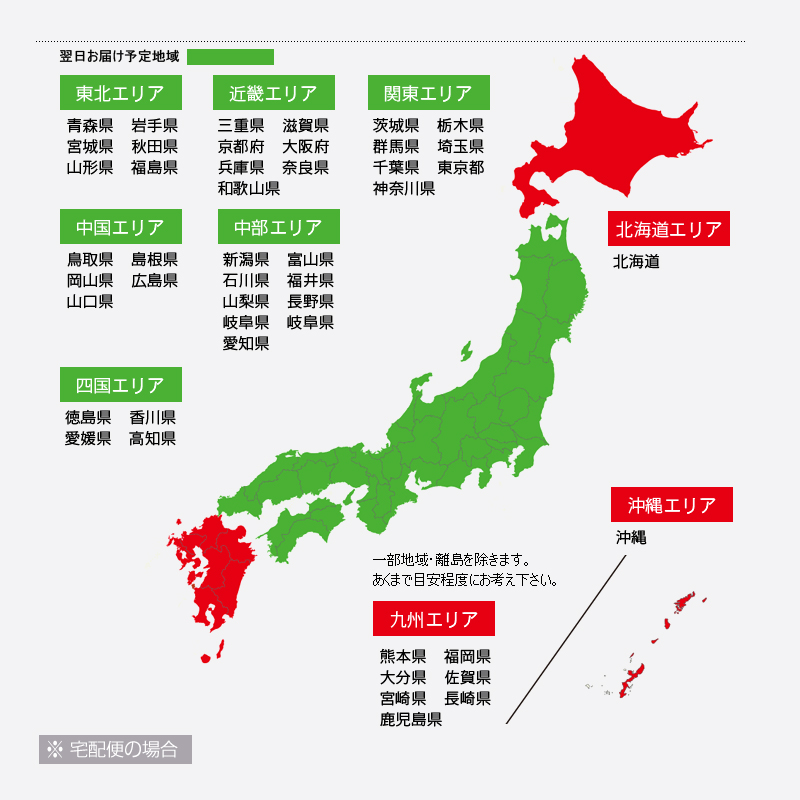 翌日お届け予定地域
東北エリア
青森県 岩手県
宮城県 秋田県
山形県 福島県
近畿エリア
三重県 滋賀県
京都府 大阪府
兵庫県 奈良県
和歌山県
関東エリア
茨城県 栃木県
群馬県 埼玉県
千葉県 東京都
神奈川県
北海道エリア
北海道
中国エリア
鳥取県 島根県
岡山県 広島県
山口県
中部エリア
新潟県 富山県
石川県 福井県
山梨県 長野県
岐阜県 岐阜県
愛知県
四国エリア
徳島県 香川県
愛媛県 高知県
沖縄エリア
沖縄
一部地域・離島を除きます。
あくまで目安程度にお考え下さい。
九州エリア
熊本県 福岡県
大分県 佐賀県
宮崎県 長崎県
鹿児島県
※ 宅配便の場合